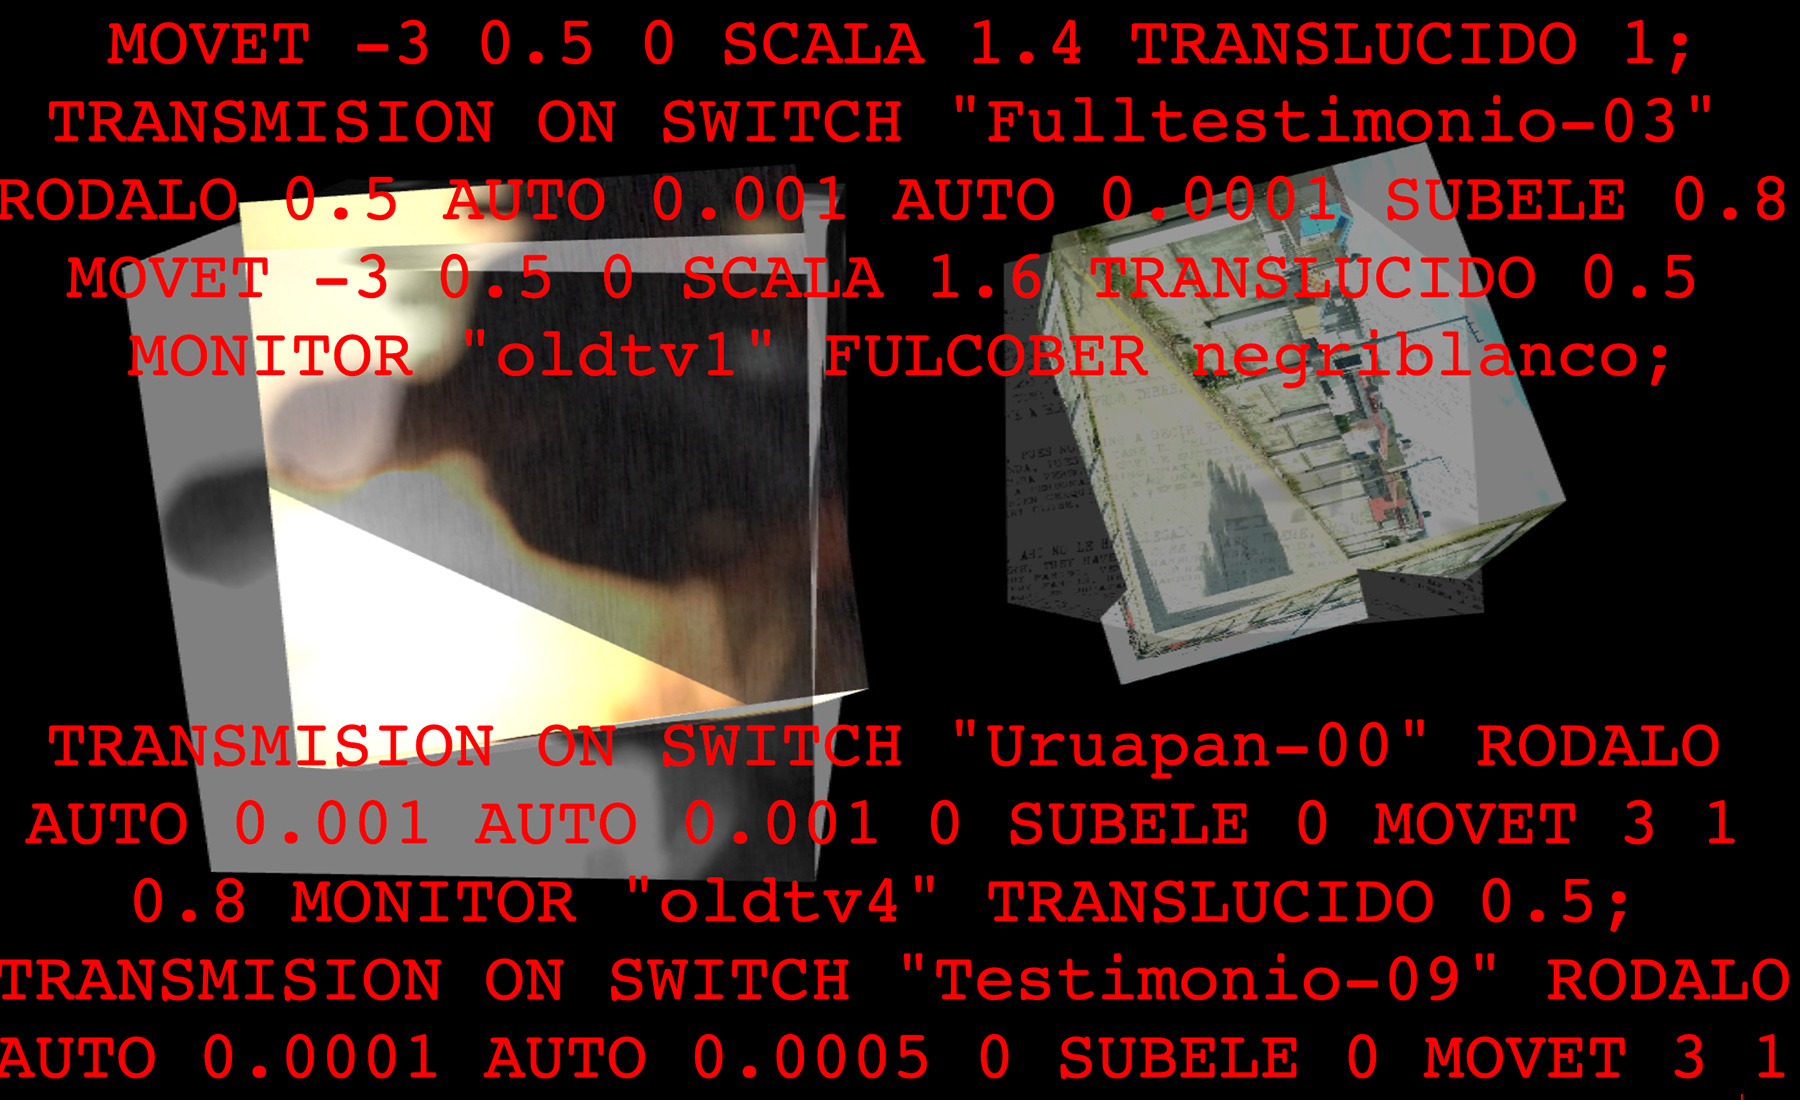 MOVET -3 0.5 0 SCALA 1.4 TRANSLUCIDO 1;
TRANSMISION ON SWITCH "Fulltestimonio-03"
RODALO 0.5 AUTO 0.001 AUTO 0.0001 SUBELE 0.8
MOVET -3 0.5 0 SCALA 1.6 TRANSLUCIDO 0.5
MONITOR "oldtv1" FULCOBER negriblanco;
TRANSMISION ON SWITCH "Uruapan-00" RODALO
AUTO 0.001 AUTO 0.001 0 SUBELE 0 MOVET 3 1
0.8 MONITOR "oldtv4" TRANSLUCIDO 0.5;
TRANSMISION ON SWITCH "Testimonio-09" RODALO
AUTO 0.0001 AUTO 0.0005 0 SUBELE 0 MOVET 3 1